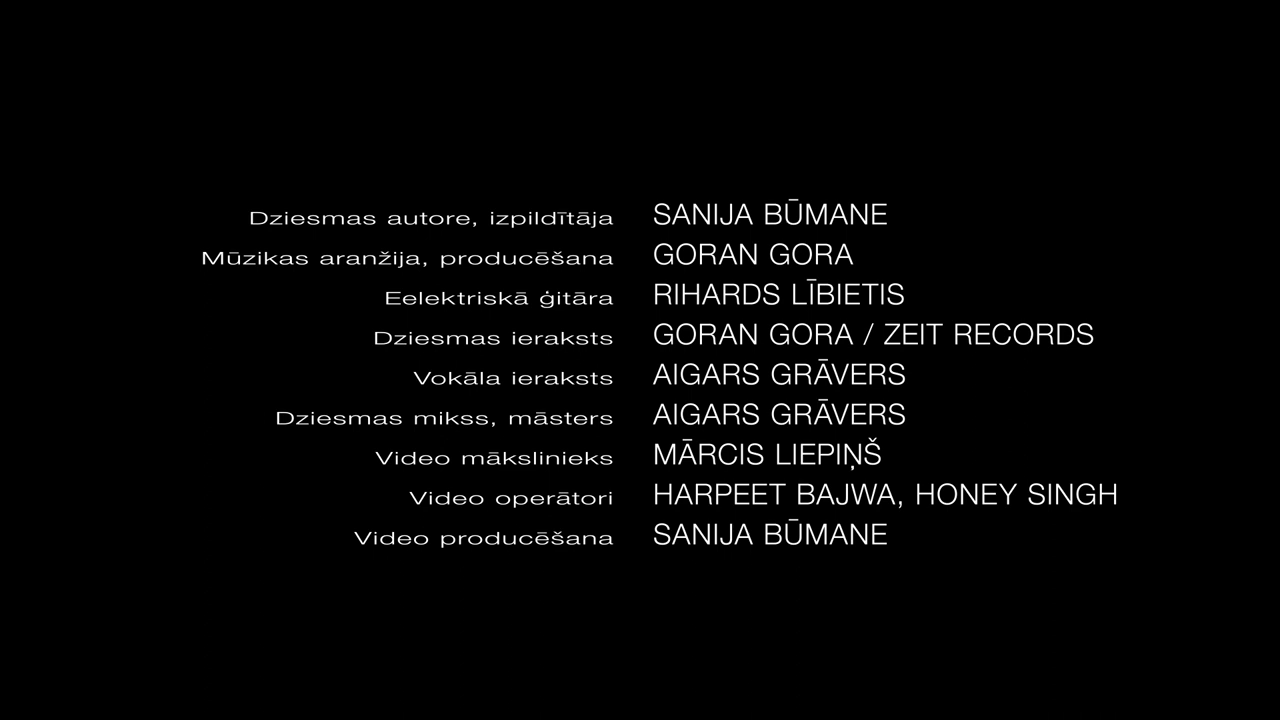 Dziesmas autore, izpildītāja SANIJA BŪMANE
Mūzikas aranžija, producēšana GORAN GORA
Eelektriskā ģitāra RIHARDS LĪBIETIS
Dziesmas ieraksts GORAN GORA / ZEIT RECORDS
Vokāla ieraksts AIGARS GRĀVERS
Dziesmas mikss, māsters AIGARS GRĀVERS
Video mākslinieks MĀRCIS LIEPIŅŠ
Video operātori HARPEET BAJWA, HONEY SINGH
Video producēšana SANIJA BŪMANE